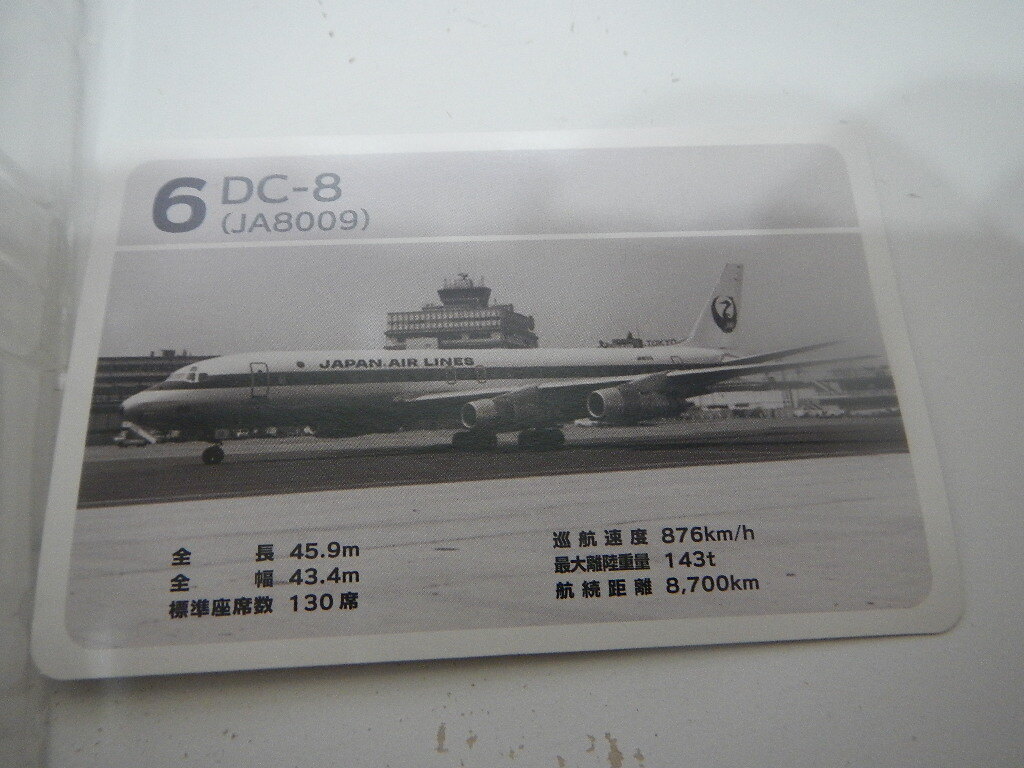 6 DC-8
(JA8009)
TOKYO
JAPAN AIR LINES
全長 45.9m
全幅 43.4m
標準座席数 130席
巡航速度 876km/h
最大離陸重量 143t
航続距離 8,700km